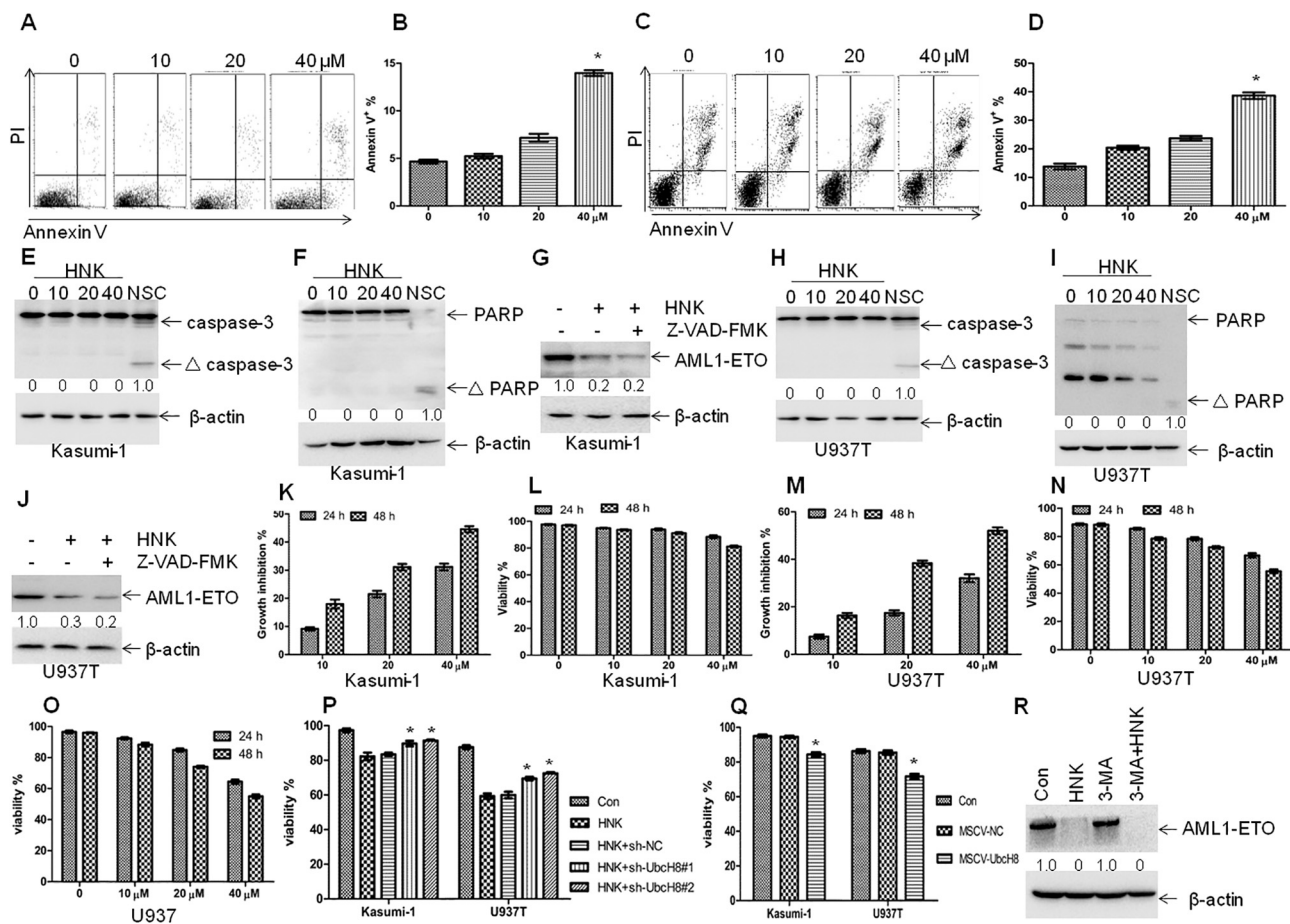 A
0 10 20 40 μM
PI
Annexin V
B
Annexin V⁺ %
15
10
5
0
*
0 10 20 40 μM
C
0 10 20 40 μM
PI
Annexin V
D
Annexin V⁺ %
50
40
30
20
10
0
*
0 10 20 40 μM
E
HNK
0 10 20 40 NSC
← caspase-3
← △ caspase-3
0 0 0 0 1.0
← β-actin
Kasumi-1
F
HNK
0 10 20 40 NSC
← PARP
← △ PARP
0 0 0 0 1.0
← β-actin
Kasumi-1
G
- + + HNK
- - + Z-VAD-FMK
← AML1-ETO
1.0 0.2 0.2
← β-actin
Kasumi-1
H
HNK
0 10 20 40 NSC
← caspase-3
← △ caspase-3
0 0 0 0 1.0
← β-actin
U937T
I
HNK
0 10 20 40 NSC
← PARP
← △ PARP
0 0 0 0 1.0
← β-actin
U937T
J
- + + HNK
- - + Z-VAD-FMK
← AML1-ETO
1.0 0.3 0.2
← β-actin
U937T
K
24 h 48 h
Growth inhibition %
50
40
30
20
10
0
10 20 40 μM
Kasumi-1
L
24 h 48 h
Viability %
100
80
60
40
20
0
0 10 20 40 μM
Kasumi-1
M
24 h 48 h
Growth inhibition %
60
40
20
0
10 20 40 μM
U937T
N
24 h 48 h
Viability %
100
80
60
40
20
0
0 10 20 40 μM
U937T
O
24 h
48 h
viability %
100
80
60
40
20
0
0 10 μM 20 μM 40 μM
U937
P
viability %
100
80
60
40
20
0
* * * *
Con
HNK
HNK+sh-NC
HNK+sh-UbcH8#1
HNK+sh-UbcH8#2
Kasumi-1 U937T
Q
viability %
100
80
60
40
20
0
* *
Con
MSCV-NC
MSCV-UbcH8
Kasumi-1 U937T
R
Con HNK 3-MA 3-MA+HNK
← AML1-ETO
1.0 0 1.0 0
← β-actin